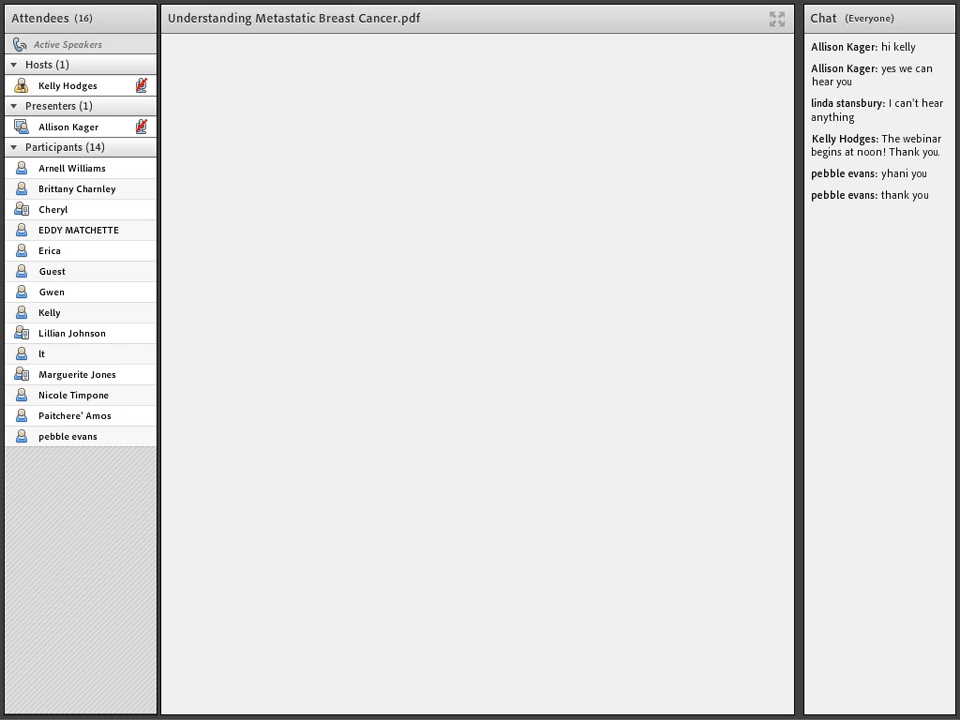 Attendees (16)
Active Speakers
Hosts (1)
Kelly Hodges
Presenters (1)
Allison Kager
Participants (14)
Arnell Williams
Brittany Charnley
Cheryl
EDDY MATCHETTE
Erica
Guest
Gwen
Kelly
Lillian Johnson
lt
Marguerite Jones
Nicole Timpone
Paitchere' Amos
pebble evans
Understanding Metastatic Breast Cancer.pdf
Chat (Everyone)
Allison Kager: hi kelly
Allison Kager: yes we can
hear you
linda stansbury: I can't hear
anything
Kelly Hodges: The webinar
begins at noon! Thank you.
pebble evans: yhani you
pebble evans: thank you